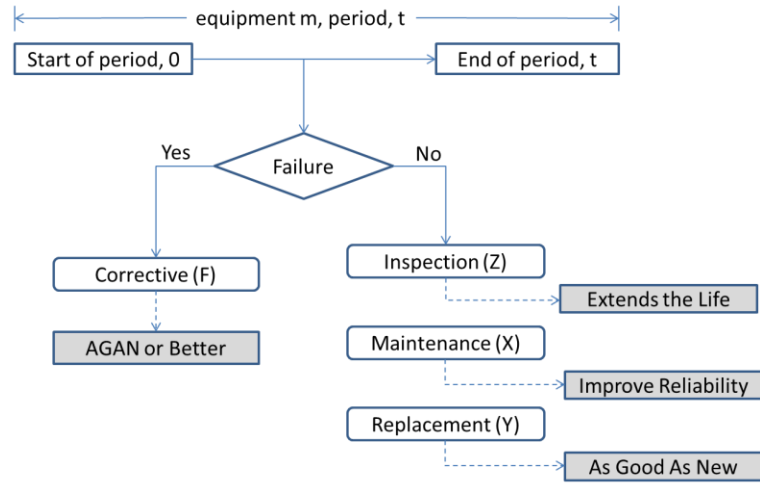 equipment m, period, t
Start of period, 0
End of period, t
Failure
Yes
No
Corrective (F)
AGAN or Better
Inspection (Z)
Extends the Life
Maintenance (X)
Improve Reliability
Replacement (Y)
As Good As New